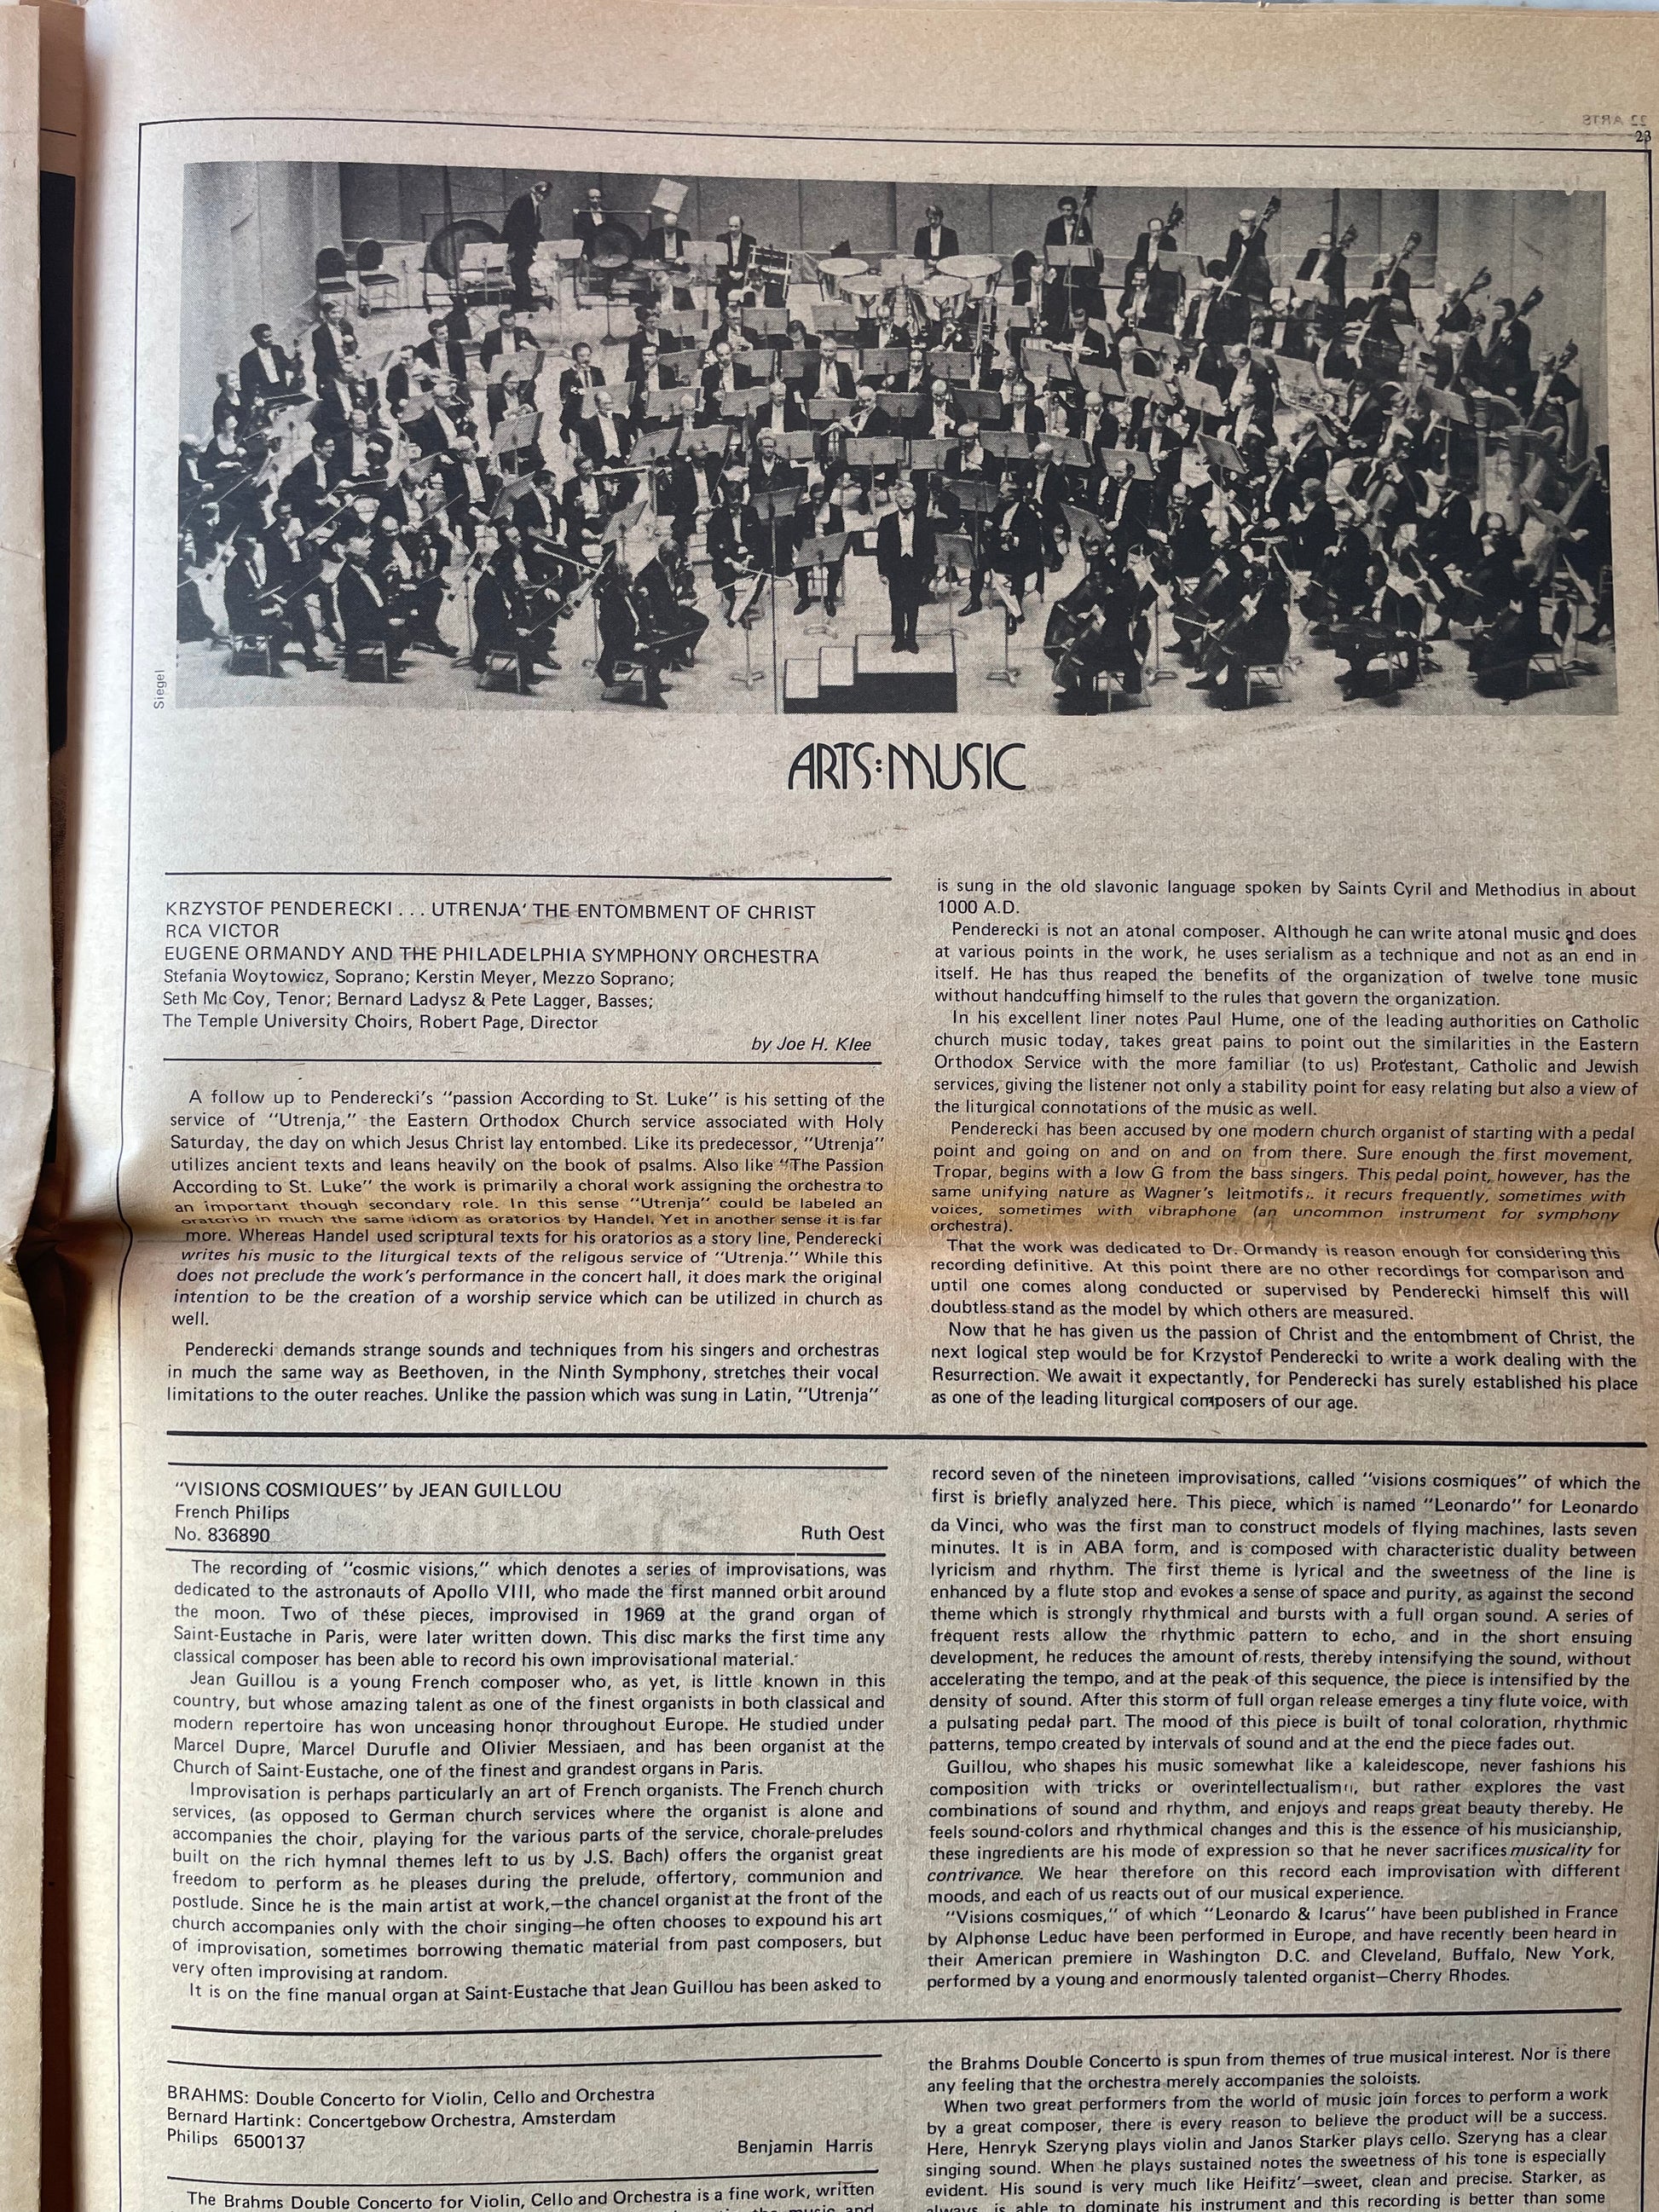 22 ARTS
23
Siegel
ARTS:MUSIC
KRZYSTOF PENDERECKI . . . UTRENJA' THE ENTOMBMENT OF CHRIST
RCA VICTOR
EUGENE ORMANDY AND THE PHILADELPHIA SYMPHONY ORCHESTRA
Stefania Woytowicz, Soprano; Kerstin Meyer, Mezzo Soprano;
Seth Mc Coy, Tenor; Bernard Ladysz & Pete Lagger, Basses;
The Temple University Choirs, Robert Page, Director
by Joe H. Klee
A follow up to Penderecki's "passion According to St. Luke" is his setting of the
service of "Utrenja," the Eastern Orthodox Church service associated with Holy
Saturday, the day on which Jesus Christ lay entombed. Like its predecessor, "Utrenja"
utilizes ancient texts and leans heavily on the book of psalms. Also like "The Passion
According to St. Luke" the work is primarily a choral work assigning the orchestra to
an important though secondary role. In this sense "Utrenja" could be labeled an
oratorio in much the same idiom as oratorios by Handel. Yet in another sense it is far
more. Whereas Handel used scriptural texts for his oratorios as a story line, Penderecki
writes his music to the liturgical texts of the religous service of "Utrenja." While this
does not preclude the work's performance in the concert hall, it does mark the original
intention to be the creation of a worship service which can be utilized in church as
well.
Penderecki demands strange sounds and techniques from his singers and orchestras
in much the same way as Beethoven, in the Ninth Symphony, stretches their vocal
limitations to the outer reaches. Unlike the passion which was sung in Latin, "Utrenja"
is sung in the old slavonic language spoken by Saints Cyril and Methodius in about
1000 A.D.
Penderecki is not an atonal composer. Although he can write atonal music and does
at various points in the work, he uses serialism as a technique and not as an end in
itself. He has thus reaped the benefits of the organization of twelve tone music
without handcuffing himself to the rules that govern the organization.
In his excellent liner notes Paul Hume, one of the leading authorities on Catholic
church music today, takes great pains to point out the similarities in the Eastern
Orthodox Service with the more familiar (to us) Protestant, Catholic and Jewish
services, giving the listener not only a stability point for easy relating but also a view of
the liturgical connotations of the music as well.
Penderecki has been accused by one modern church organist of starting with a pedal
point and going on and on and on from there. Sure enough the first movement,
Tropar, begins with a low G from the bass singers. This pedal point, however, has the
same unifying nature as Wagner's leitmotifs.. it recurs frequently, sometimes with
voices, sometimes with vibraphone (an uncommon instrument for symphony
orchestra).
That the work was dedicated to Dr. Ormandy is reason enough for considering this
recording definitive. At this point there are no other recordings for comparison and
until one comes along conducted or supervised by Penderecki himself this will
doubtless stand as the model by which others are measured.
Now that he has given us the passion of Christ and the entombment of Christ, the
next logical step would be for Krzystof Penderecki to write a work dealing with the
Resurrection. We await it expectantly, for Penderecki has surely established his place
as one of the leading liturgical composers of our age.
"VISIONS COSMIQUES" by JEAN GUILLOU
French Philips
No. 836890
Ruth Oest
The recording of "cosmic visions," which denotes a series of improvisations, was
dedicated to the astronauts of Apollo VIII, who made the first manned orbit around
the moon. Two of these pieces, improvised in 1969 at the grand organ of
Saint-Eustache in Paris, were later written down. This disc marks the first time any
classical composer has been able to record his own improvisational material.
Jean Guillou is a young French composer who, as yet, is little known in this
country, but whose amazing talent as one of the finest organists in both classical and
modern repertoire has won unceasing honor throughout Europe. He studied under
Marcel Dupre, Marcel Durufle and Olivier Messiaen, and has been organist at the
Church of Saint-Eustache, one of the finest and grandest organs in Paris.
Improvisation is perhaps particularly an art of French organists. The French church
services, (as opposed to German church services where the organist is alone and
accompanies the choir, playing for the various parts of the service, chorale-preludes
built on the rich hymnal themes left to us by J.S. Bach) offers the organist great
freedom to perform as he pleases during the prelude, offertory, communion and
postlude. Since he is the main artist at work,—the chancel organist at the front of the
church accompanies only with the choir singing—he often chooses to expound his art
of improvisation, sometimes borrowing thematic material from past composers, but
very often improvising at random.
It is on the fine manual organ at Saint-Eustache that Jean Guillou has been asked to
record seven of the nineteen improvisations, called "visions cosmiques" of which the
first is briefly analyzed here. This piece, which is named "Leonardo" for Leonardo
da Vinci, who was the first man to construct models of flying machines, lasts seven
minutes. It is in ABA form, and is composed with characteristic duality between
lyricism and rhythm. The first theme is lyrical and the sweetness of the line is
enhanced by a flute stop and evokes a sense of space and purity, as against the second
theme which is strongly rhythmical and bursts with a full organ sound. A series of
frequent rests allow the rhythmic pattern to echo, and in the short ensuing
development, he reduces the amount of rests, thereby intensifying the sound, without
accelerating the tempo, and at the peak of this sequence, the piece is intensified by the
density of sound. After this storm of full organ release emerges a tiny flute voice, with
a pulsating pedal part. The mood of this piece is built of tonal coloration, rhythmic
patterns, tempo created by intervals of sound and at the end the piece fades out.
Guillou, who shapes his music somewhat like a kaleidescope, never fashions his
composition with tricks or overintellectualism, but rather explores the vast
combinations of sound and rhythm, and enjoys and reaps great beauty thereby. He
feels sound-colors and rhythmical changes and this is the essence of his musicianship,
these ingredients are his mode of expression so that he never sacrifices musicality for
contrivance. We hear therefore on this record each improvisation with different
moods, and each of us reacts out of our musical experience.
"Visions cosmiques," of which "Leonardo & Icarus" have been published in France
by Alphonse Leduc have been performed in Europe, and have recently been heard in
their American premiere in Washington D.C. and Cleveland, Buffalo, New York,
performed by a young and enormously talented organist—Cherry Rhodes.
BRAHMS: Double Concerto for Violin, Cello and Orchestra
Bernard Hartink: Concertgebow Orchestra, Amsterdam
Philips 6500137
Benjamin Harris
The Brahms Double Concerto for Violin, Cello and Orchestra is a fine work, written
the music and
the Brahms Double Concerto is spun from themes of true musical interest. Nor is there
any feeling that the orchestra merely accompanies the soloists.
When two great performers from the world of music join forces to perform a work
by a great composer, there is every reason to believe the product will be a success.
Here, Henryk Szeryng plays violin and Janos Starker plays cello. Szeryng has a clear
singing sound. When he plays sustained notes the sweetness of his tone is especially
evident. His sound is very much like Heifitz'—sweet, clean and precise. Starker, as
always, is able to dominate his instrument and this recording is better than some